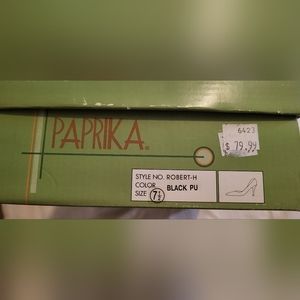 6423
PAPRIKA®
$ 79.99
STYLE NO. ROBERT-H
COLOR BLACK PU
SIZE 7½